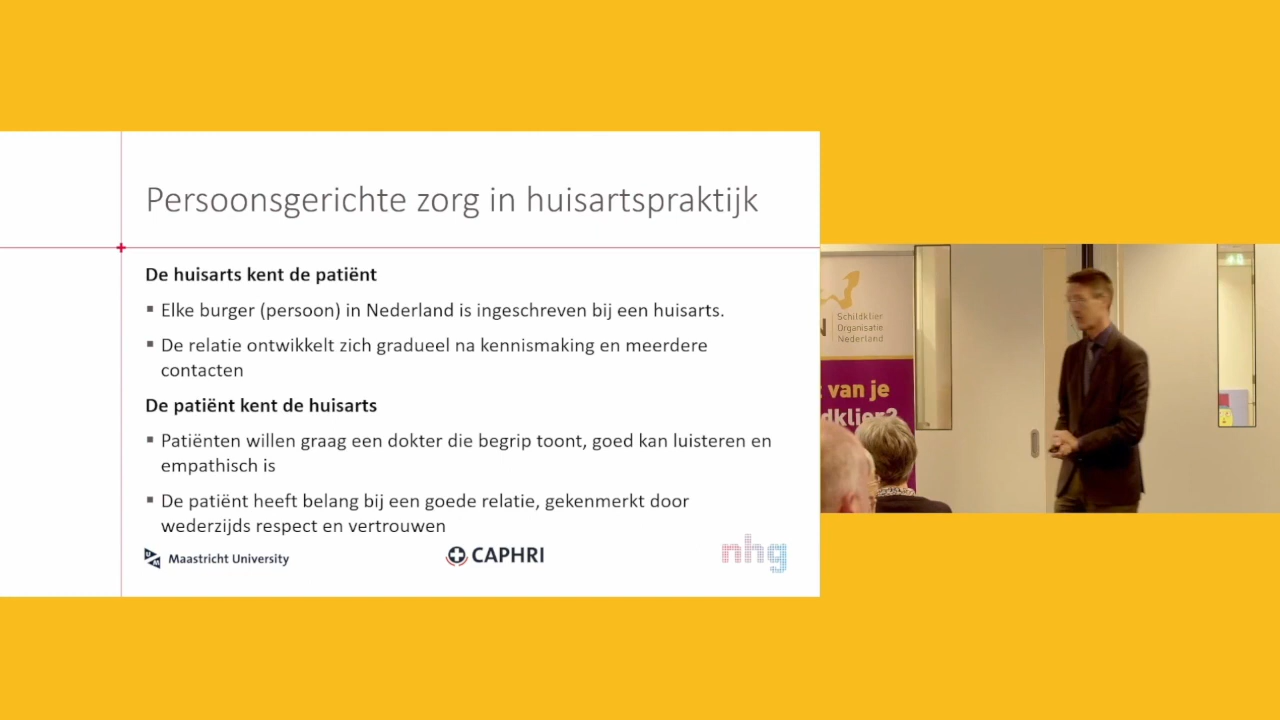 Persoonsgerichte zorg in huisartspraktijk
De huisarts kent de patiënt
▪ Elke burger (persoon) in Nederland is ingeschreven bij een huisarts.
▪ De relatie ontwikkelt zich gradueel na kennismaking en meerdere
contacten
De patiënt kent de huisarts
▪ Patiënten willen graag een dokter die begrip toont, goed kan luisteren en
empathisch is
▪ De patiënt heeft belang bij een goede relatie, gekenmerkt door
wederzijds respect en vertrouwen
Maastricht University
CAPHRI
nhg
N
Schildklier
Organisatie
Nederland
van je
dklier?